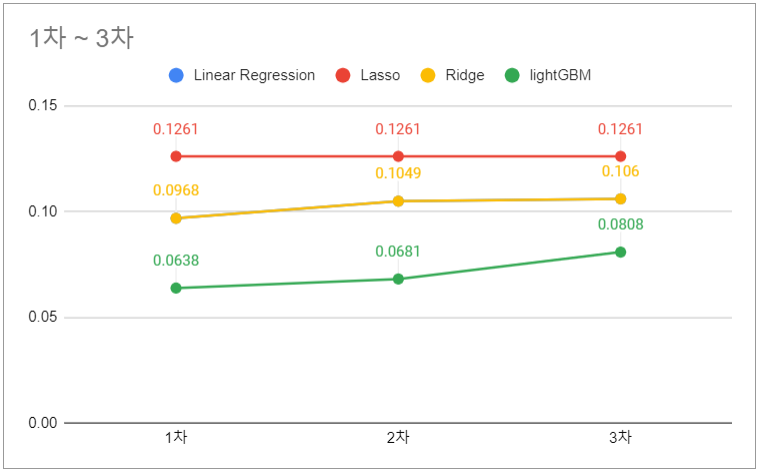 1차 ~ 3차
Linear Regression Lasso Ridge lightGBM
0.15
0.1261 0.1261 0.1261
0.1049 0.106
0.0968
0.10
0.0808
0.0681
0.0638
0.05
0.00
1차 2차 3차